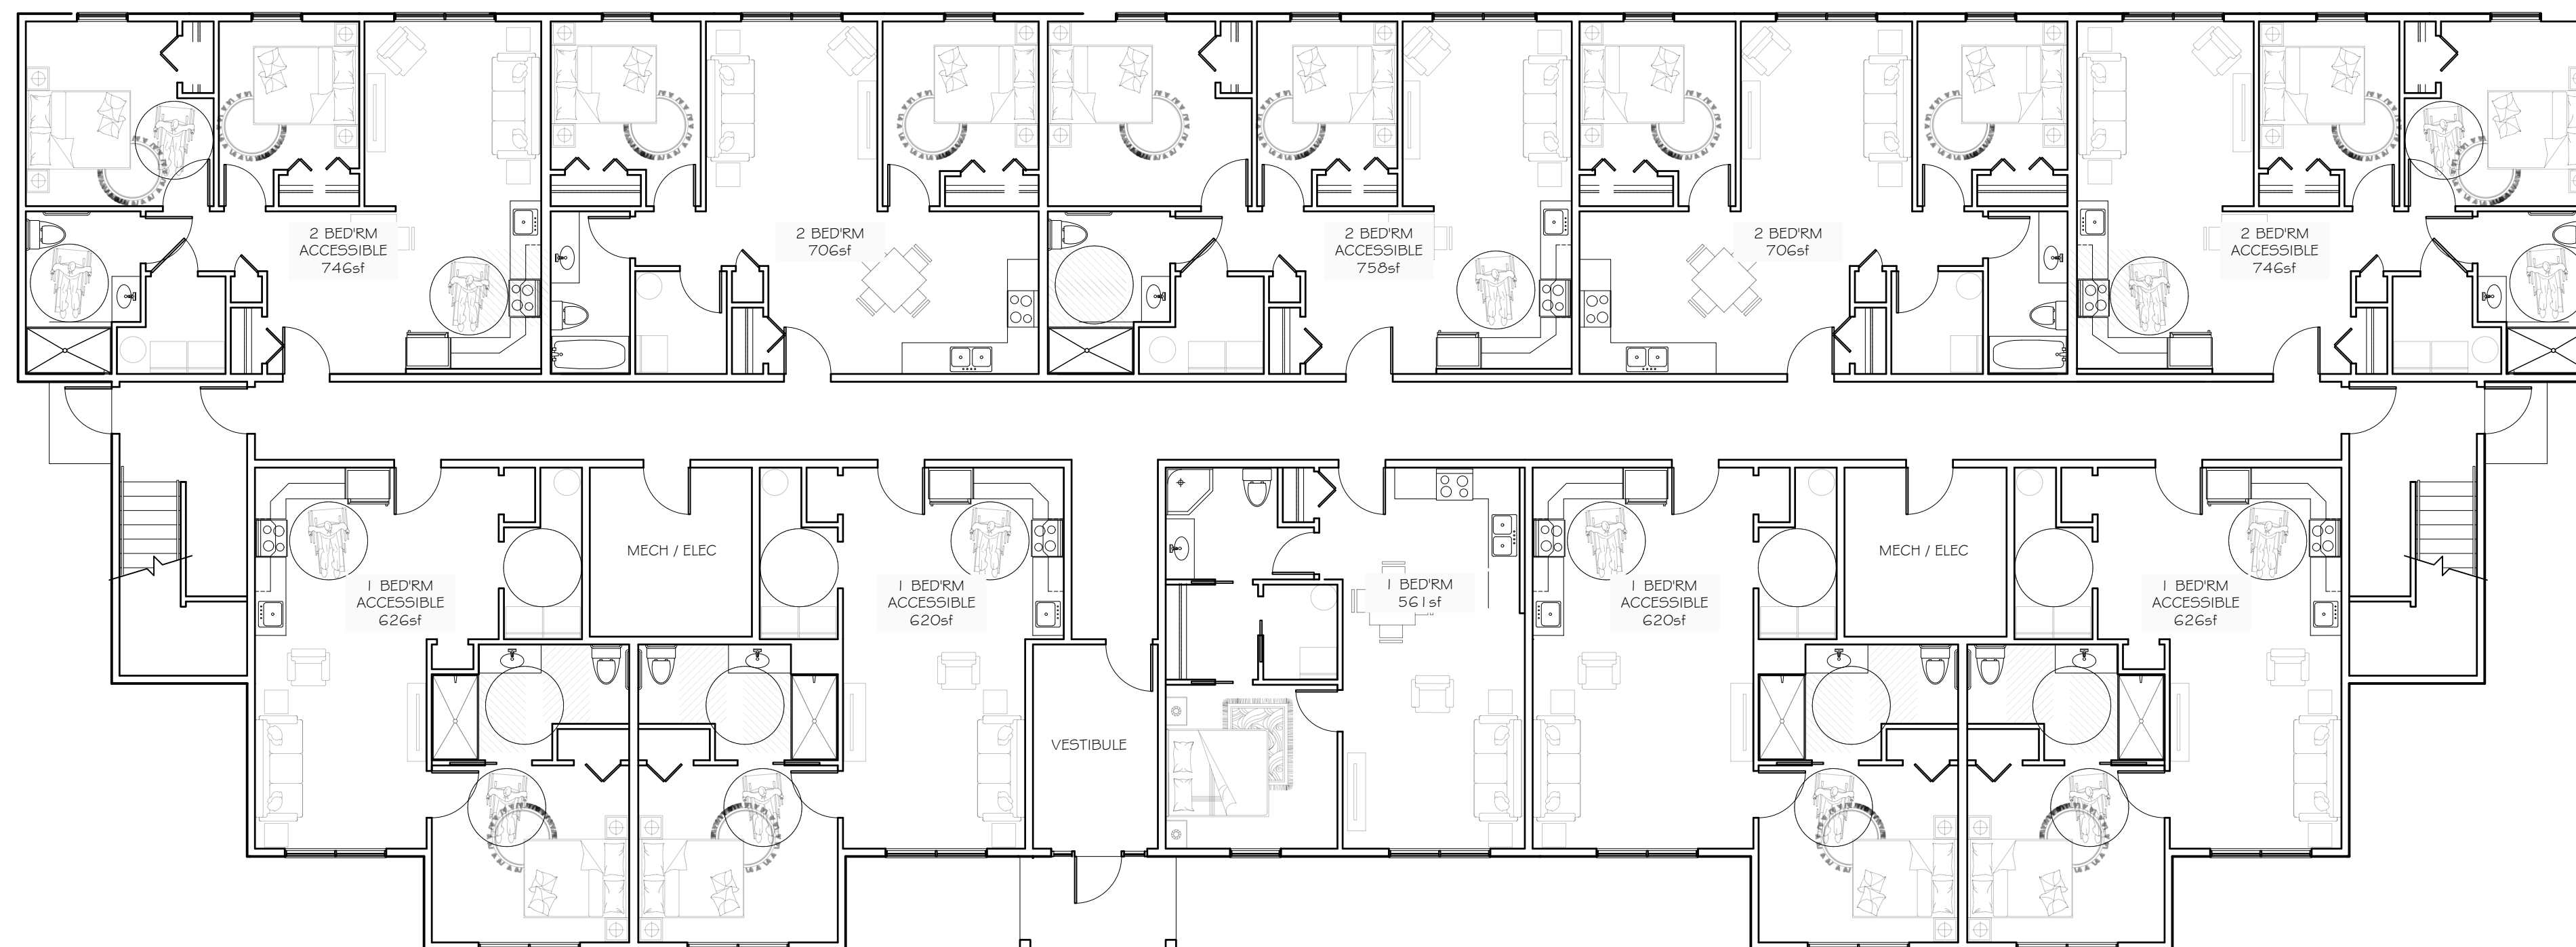 2 BED'RM
ACCESSIBLE
746sf
2 BED'RM
706sf
2 BED'RM
ACCESSIBLE
758sf
2 BED'RM
706sf
2 BED'RM
ACCESSIBLE
746sf
1 BED'RM
ACCESSIBLE
626sf
MECH / ELEC
1 BED'RM
ACCESSIBLE
620sf
VESTIBULE
1 BED'RM
561sf
1 BED'RM
ACCESSIBLE
620sf
MECH / ELEC
1 BED'RM
ACCESSIBLE
626sf